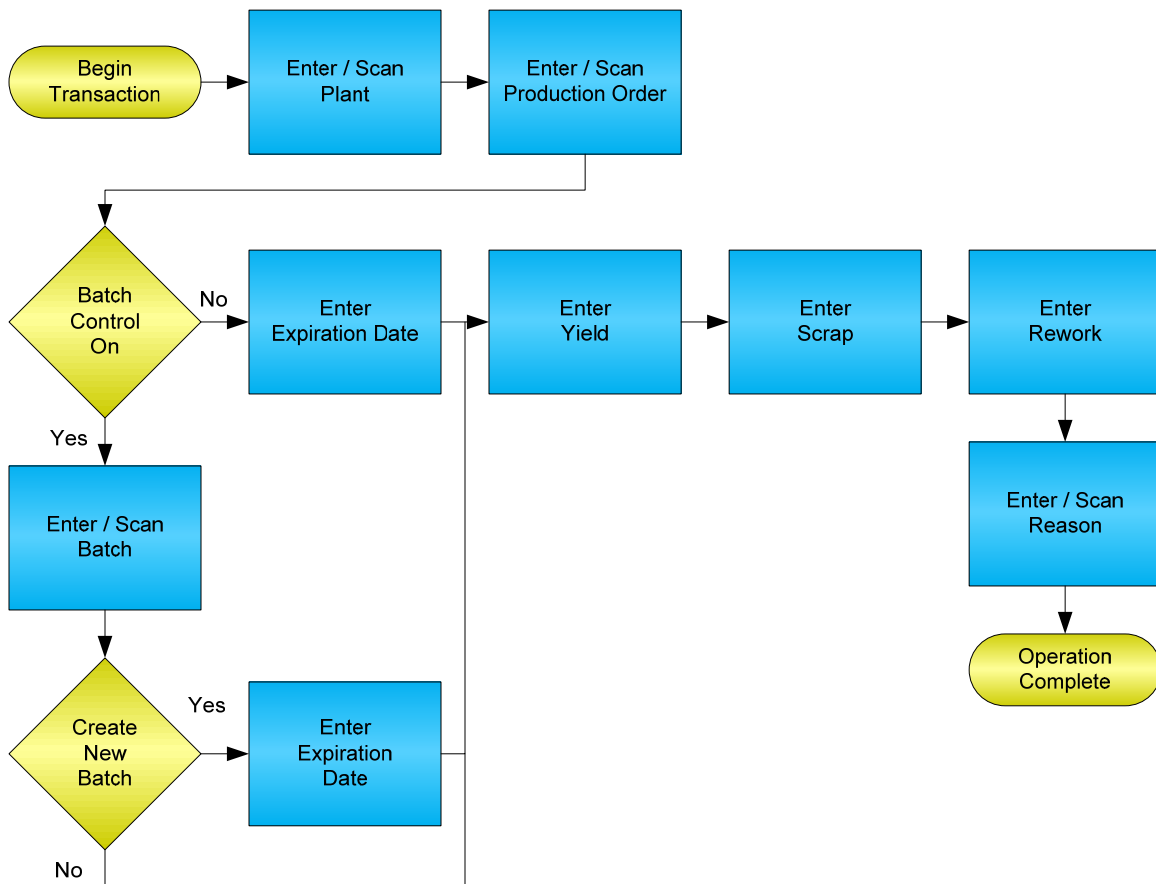 Begin
Transaction
Enter / Scan
Plant
Enter / Scan
Production Order
Batch
Control
On
No
Enter
Expiration Date
Enter
Yield
Enter
Scrap
Enter
Rework
Yes
Enter / Scan
Batch
Enter / Scan
Reason
Create
New
Batch
Yes
Enter
Expiration
Date
Operation
Complete
No